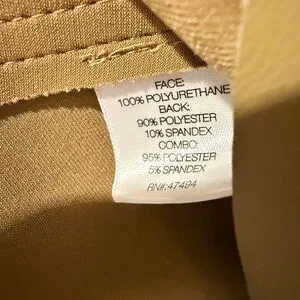 FACE:
100% POLYURETHANE
BACK:
90% POLYESTER
10% SPANDEX
COMBO:
95% POLYESTER
5% SPANDEX
RN#:47494